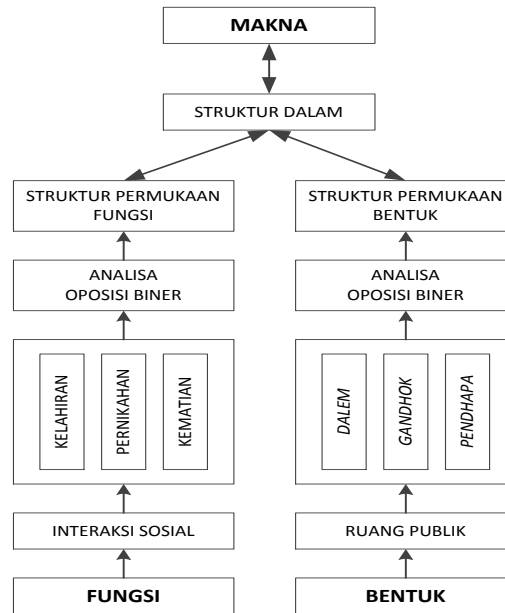 MAKNA
STRUKTUR DALAM
STRUKTUR PERMUKAAN
FUNGSI
STRUKTUR PERMUKAAN
BENTUK
ANALISA
OPOSISI BINER
ANALISA
OPOSISI BINER
KELAHIRAN
PERNIKAHAN
KEMATIAN
DALEM
GANDHOK
PENDHAPA
INTERAKSI SOSIAL
RUANG PUBLIK
FUNGSI
BENTUK